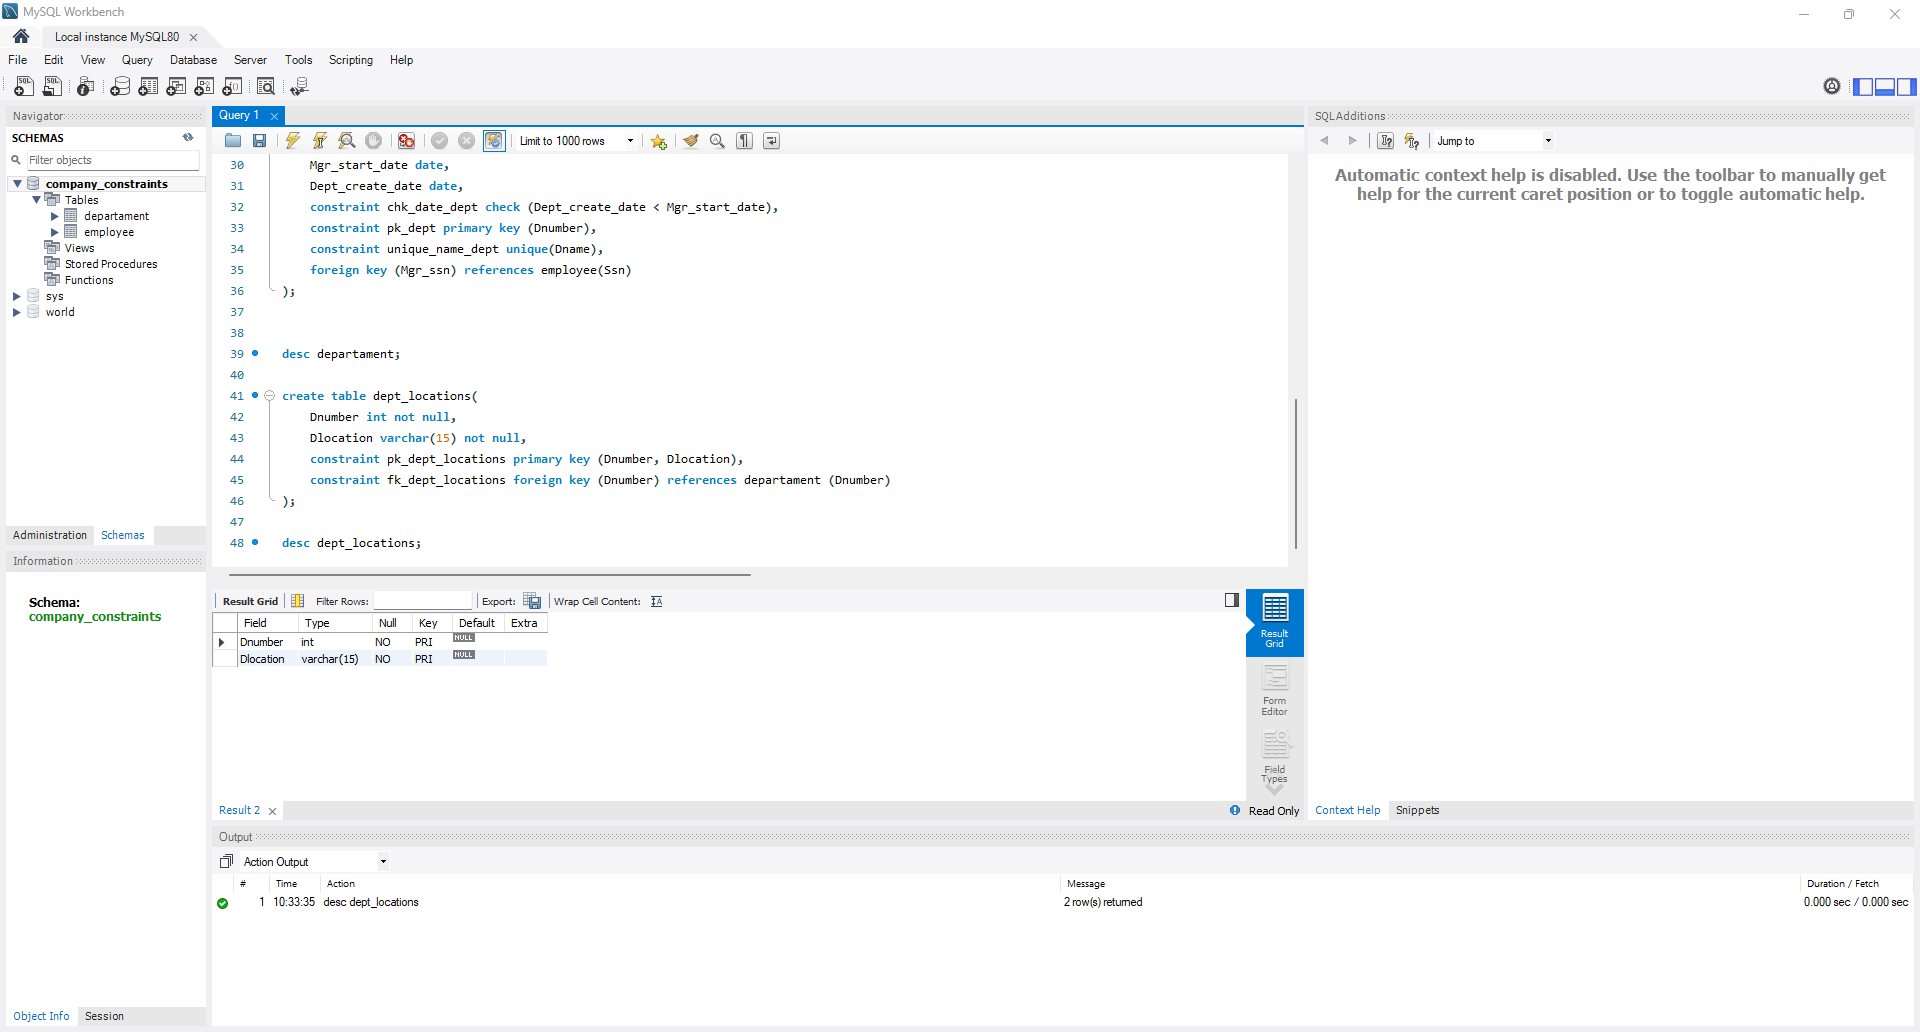 MySQL Workbench
Local instance MySQL80
File Edit View Query Database Server Tools Scripting Help
Navigator
SCHEMAS
Filter objects
company_constraints
Tables
departament
employee
Views
Stored Procedures
Functions
sys
world
Administration Schemas
Information
Schema:
company_constraints
Object Info Session
Query 1
Limit to 1000 rows
30 Mgr_start_date date,
31 Dept_create_date date,
32 constraint chk_date_dept check (Dept_create_date < Mgr_start_date),
33 constraint pk_dept primary key (Dnumber),
34 constraint unique_name_dept unique(Dname),
35 foreign key (Mgr_ssn) references employee(Ssn)
36 );
37
38
39 desc departament;
40
41 create table dept_locations(
42 Dnumber int not null,
43 Dlocation varchar(15) not null,
44 constraint pk_dept_locations primary key (Dnumber, Dlocation),
45 constraint fk_dept_locations foreign key (Dnumber) references departament (Dnumber)
46 );
47
48 desc dept_locations;
Result Grid Filter Rows: Export: Wrap Cell Content:
Field Type Null Key Default Extra
Dnumber int NO PRI NULL
Dlocation varchar(15) NO PRI NULL
Result
Grid
Form
Editor
Field
Types
Result 2
Read Only
SQLAdditions
Jump to
Automatic context help is disabled. Use the toolbar to manually get
help for the current caret position or to toggle automatic help.
Context Help Snippets
Output
Action Output
# Time Action Message Duration / Fetch
1 10:33:35 desc dept_locations 2 row(s) returned 0.000 sec / 0.000 sec